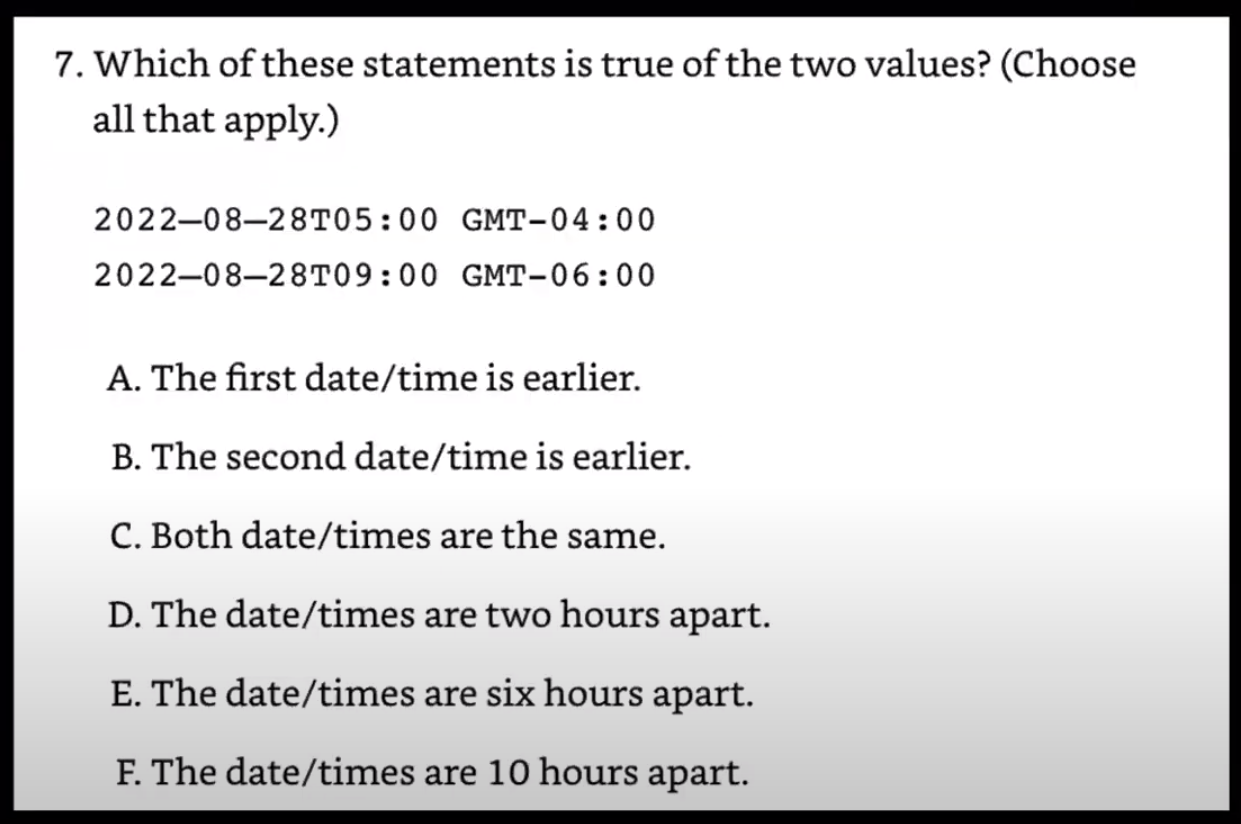 7. Which of these statements is true of the two values? (Choose
all that apply.)
2022–08–28T05:00 GMT-04:00
2022–08–28T09:00 GMT-06:00
A. The first date/time is earlier.
B. The second date/time is earlier.
C. Both date/times are the same.
D. The date/times are two hours apart.
E. The date/times are six hours apart.
F. The date/times are 10 hours apart.